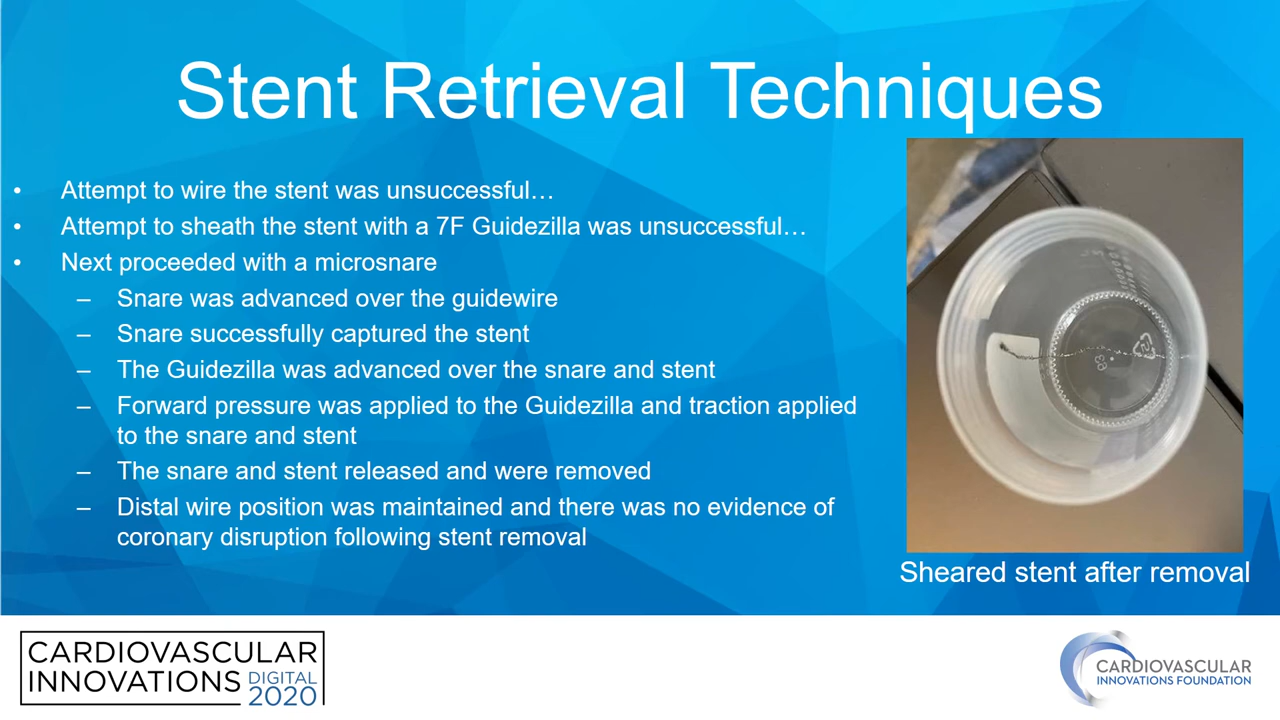 Stent Retrieval Techniques
• Attempt to wire the stent was unsuccessful…
• Attempt to sheath the stent with a 7F Guidezilla was unsuccessful…
• Next proceeded with a microsnare
– Snare was advanced over the guidewire
– Snare successfully captured the stent
– The Guidezilla was advanced over the snare and stent
– Forward pressure was applied to the Guidezilla and traction applied
to the snare and stent
– The snare and stent released and were removed
– Distal wire position was maintained and there was no evidence of
coronary disruption following stent removal
Sheared stent after removal
CARDIOVASCULAR
INNOVATIONS DIGITAL
2020
CARDIOVASCULAR
INNOVATIONS FOUNDATION